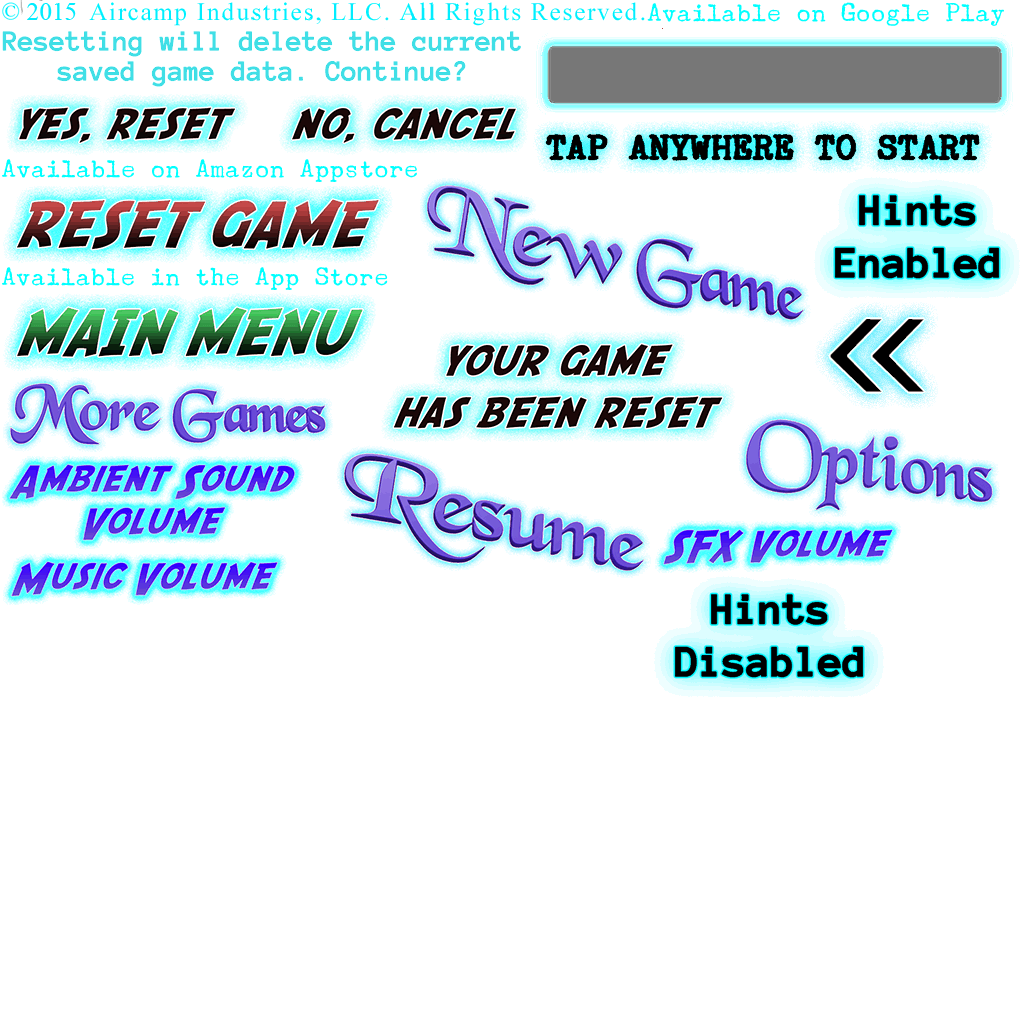 ©2015 Aircamp Industries, LLC. All Rights Reserved.
Available on Google Play
Resetting will delete the current
saved game data. Continue?
YES, RESET
NO, CANCEL
TAP ANYWHERE TO START
Available on Amazon Appstore
RESET GAME
New Game
Hints
Enabled
Available in the App Store
MAIN MENU
YOUR GAME
HAS BEEN RESET
More Games
Options
AMBIENT SOUND
VOLUME
Resume
SFX VOLUME
MUSIC VOLUME
Hints
Disabled